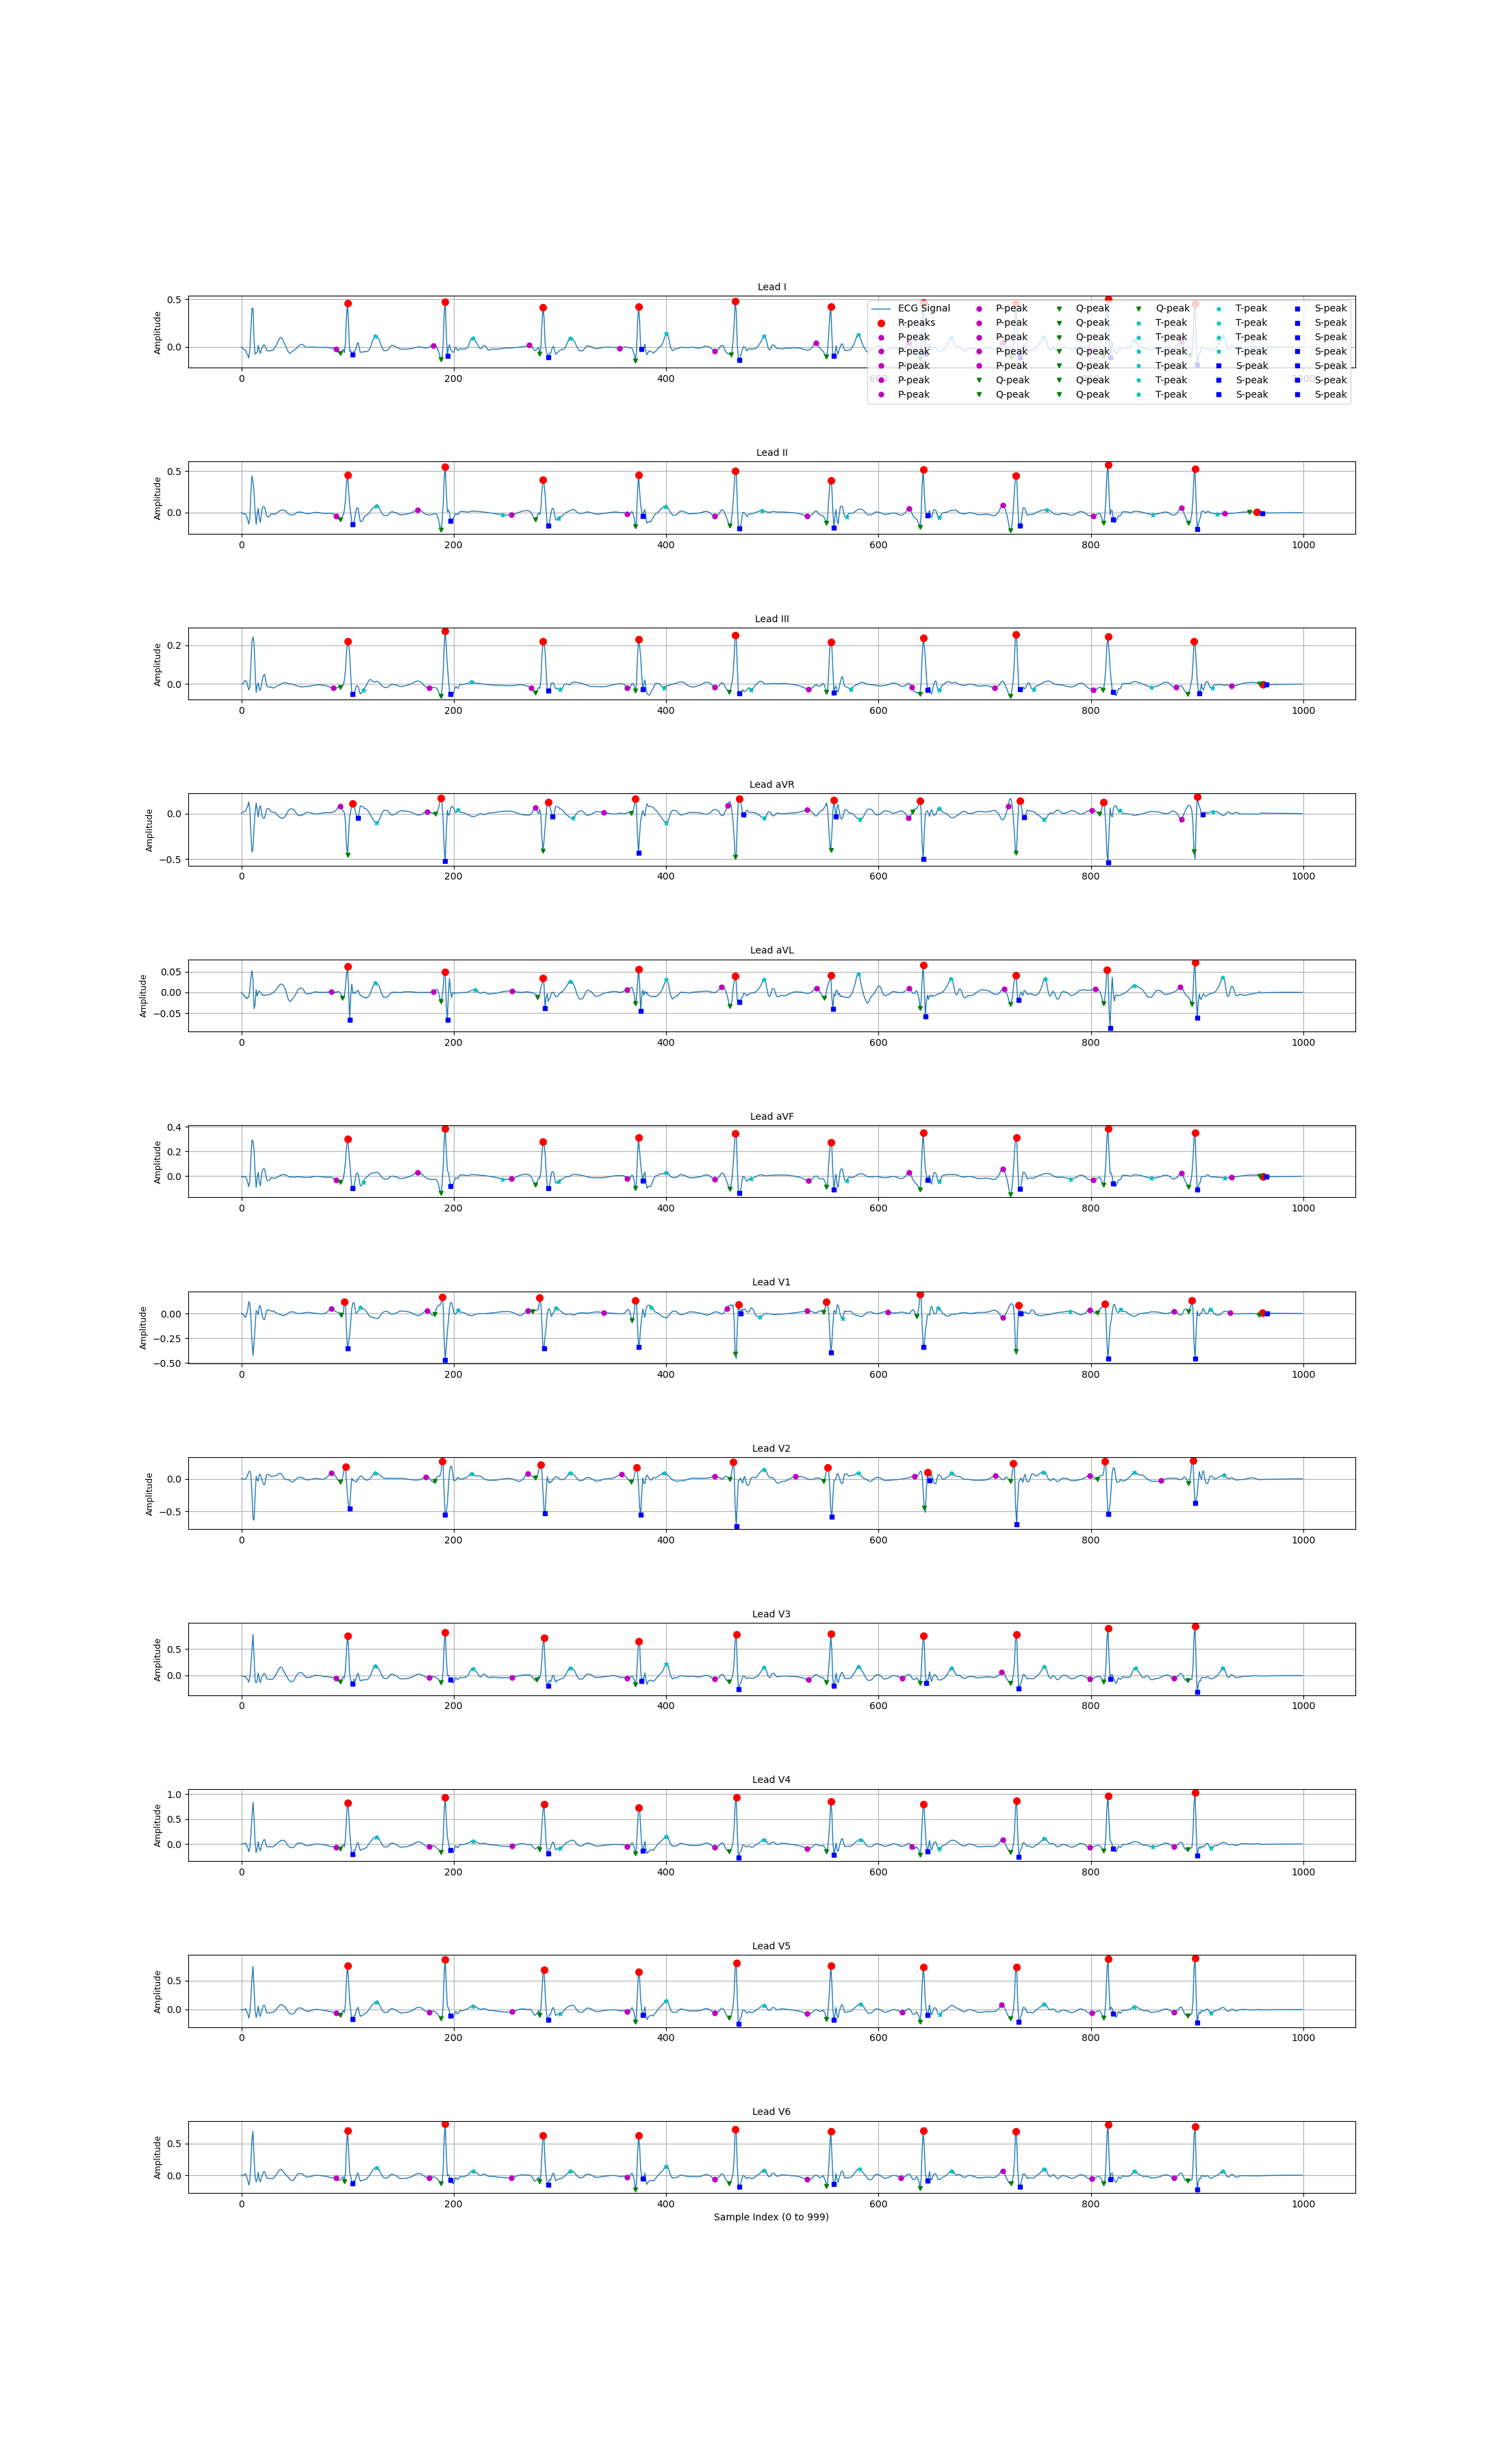 Lead I
Amplitude
0.5
0.0
ECG Signal P-peak Q-peak Q-peak T-peak S-peak
R-peaks P-peak Q-peak T-peak T-peak S-peak
P-peak P-peak Q-peak T-peak T-peak S-peak
P-peak P-peak Q-peak T-peak T-peak S-peak
P-peak P-peak Q-peak T-peak S-peak S-peak
P-peak Q-peak Q-peak T-peak S-peak S-peak
P-peak Q-peak Q-peak T-peak S-peak S-peak
0 200 400 600 800 1000
Lead II
Amplitude
0.5
0.0
0 200 400 600 800 1000
Lead III
Amplitude
0.2
0.0
0 200 400 600 800 1000
Lead aVR
Amplitude
0.0
−0.5
0 200 400 600 800 1000
Lead aVL
Amplitude
0.05
0.00
−0.05
0 200 400 600 800 1000
Lead aVF
Amplitude
0.4
0.2
0.0
0 200 400 600 800 1000
Lead V1
Amplitude
0.00
−0.25
−0.50
0 200 400 600 800 1000
Lead V2
Amplitude
0.0
−0.5
0 200 400 600 800 1000
Lead V3
Amplitude
0.5
0.0
0 200 400 600 800 1000
Lead V4
Amplitude
1.0
0.5
0.0
0 200 400 600 800 1000
Lead V5
Amplitude
0.5
0.0
0 200 400 600 800 1000
Lead V6
Amplitude
0.5
0.0
0 200 400 600 800 1000
Sample Index (0 to 999)